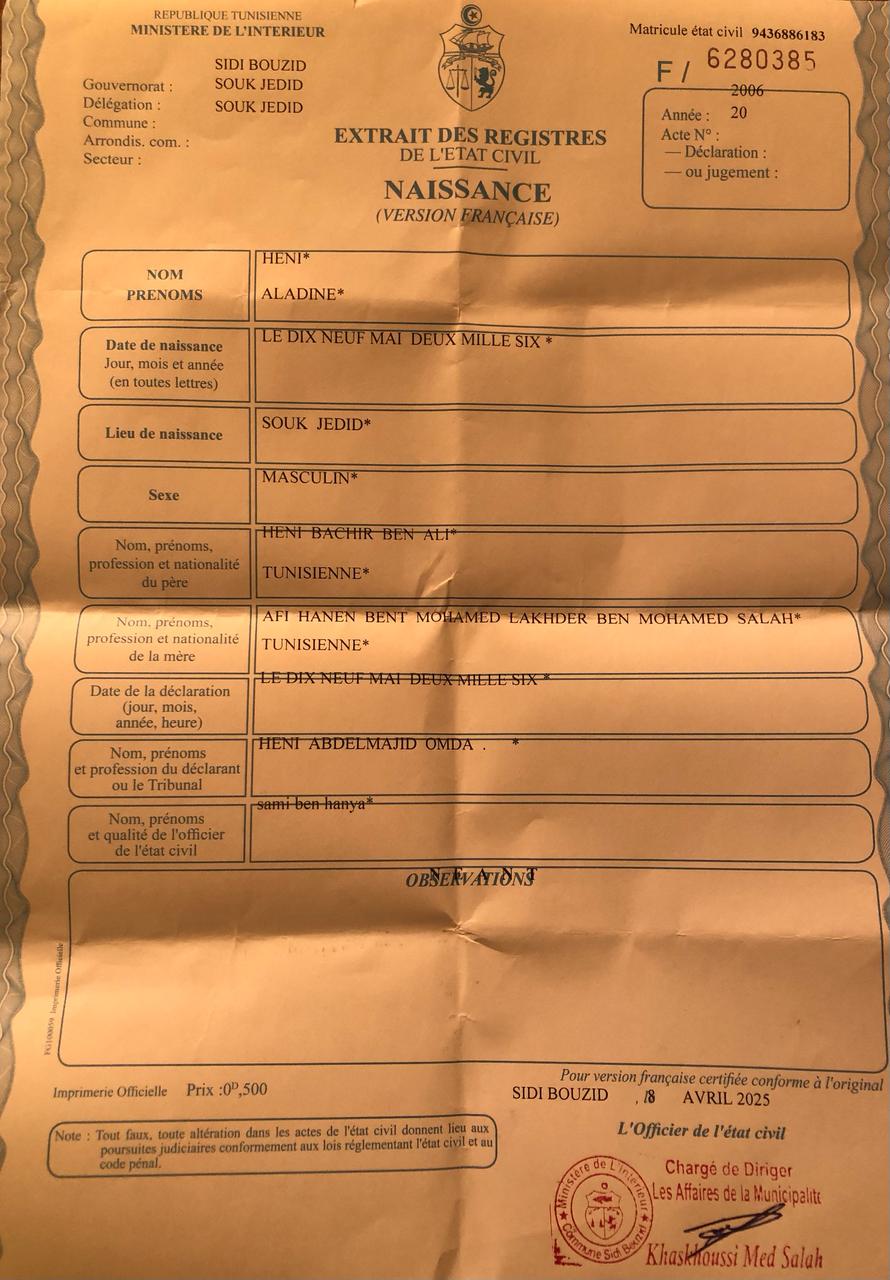 REPUBLIQUE TUNISIENNE
MINISTERE DE L'INTERIEUR
Matricule état civil 9436886183
F / 6280385
SIDI BOUZID
Gouvernorat : SOUK JEDID
Délégation : SOUK JEDID
Commune :
Arrondis. com. :
Secteur :
2006
Année : 20
Acte N° :
— Déclaration :
— ou jugement :
EXTRAIT DES REGISTRES
DE L'ETAT CIVIL
NAISSANCE
(VERSION FRANÇAISE)
NOM
PRENOMS
HENI*
ALADINE*
Date de naissance
Jour, mois et année
(en toutes lettres)
LE DIX NEUF MAI DEUX MILLE SIX *
Lieu de naissance
SOUK JEDID*
Sexe
MASCULIN*
Nom, prénoms,
profession et nationalité
du père
HENI BACHIR BEN ALI*
TUNISIENNE*
Nom, prénoms,
profession et nationalité
de la mère
AFI HANEN BENT MOHAMED LAKHDER BEN MOHAMED SALAH*
TUNISIENNE*
Date de la déclaration
(jour, mois,
année, heure)
LE DIX NEUF MAI DEUX MILLE SIX *
Nom, prénoms
et profession du déclarant
ou le Tribunal
HENI ABDELMAJID OMDA . *
Nom, prénoms
et qualité de l'officier
de l'état civil
sami ben hanya*
OBSERVATIONS
N E A N T
FG100059 Imprimerie Officielle
Imprimerie Officielle Prix :0ᴰ,500
Pour version française certifiée conforme à l'original
SIDI BOUZID , 18 AVRIL 2025
L'Officier de l'état civil
Note : Tout faux, toute altération dans les actes de l'état civil donnent lieu aux
poursuites judiciaires conformement aux lois réglementant l'état civil et au
code pénal.
Ministère de L'Intérieur
Commune Sidi Bouzid
Chargé de Diriger
Les Affaires de la Municipalité
Khaskhoussi Med Salah